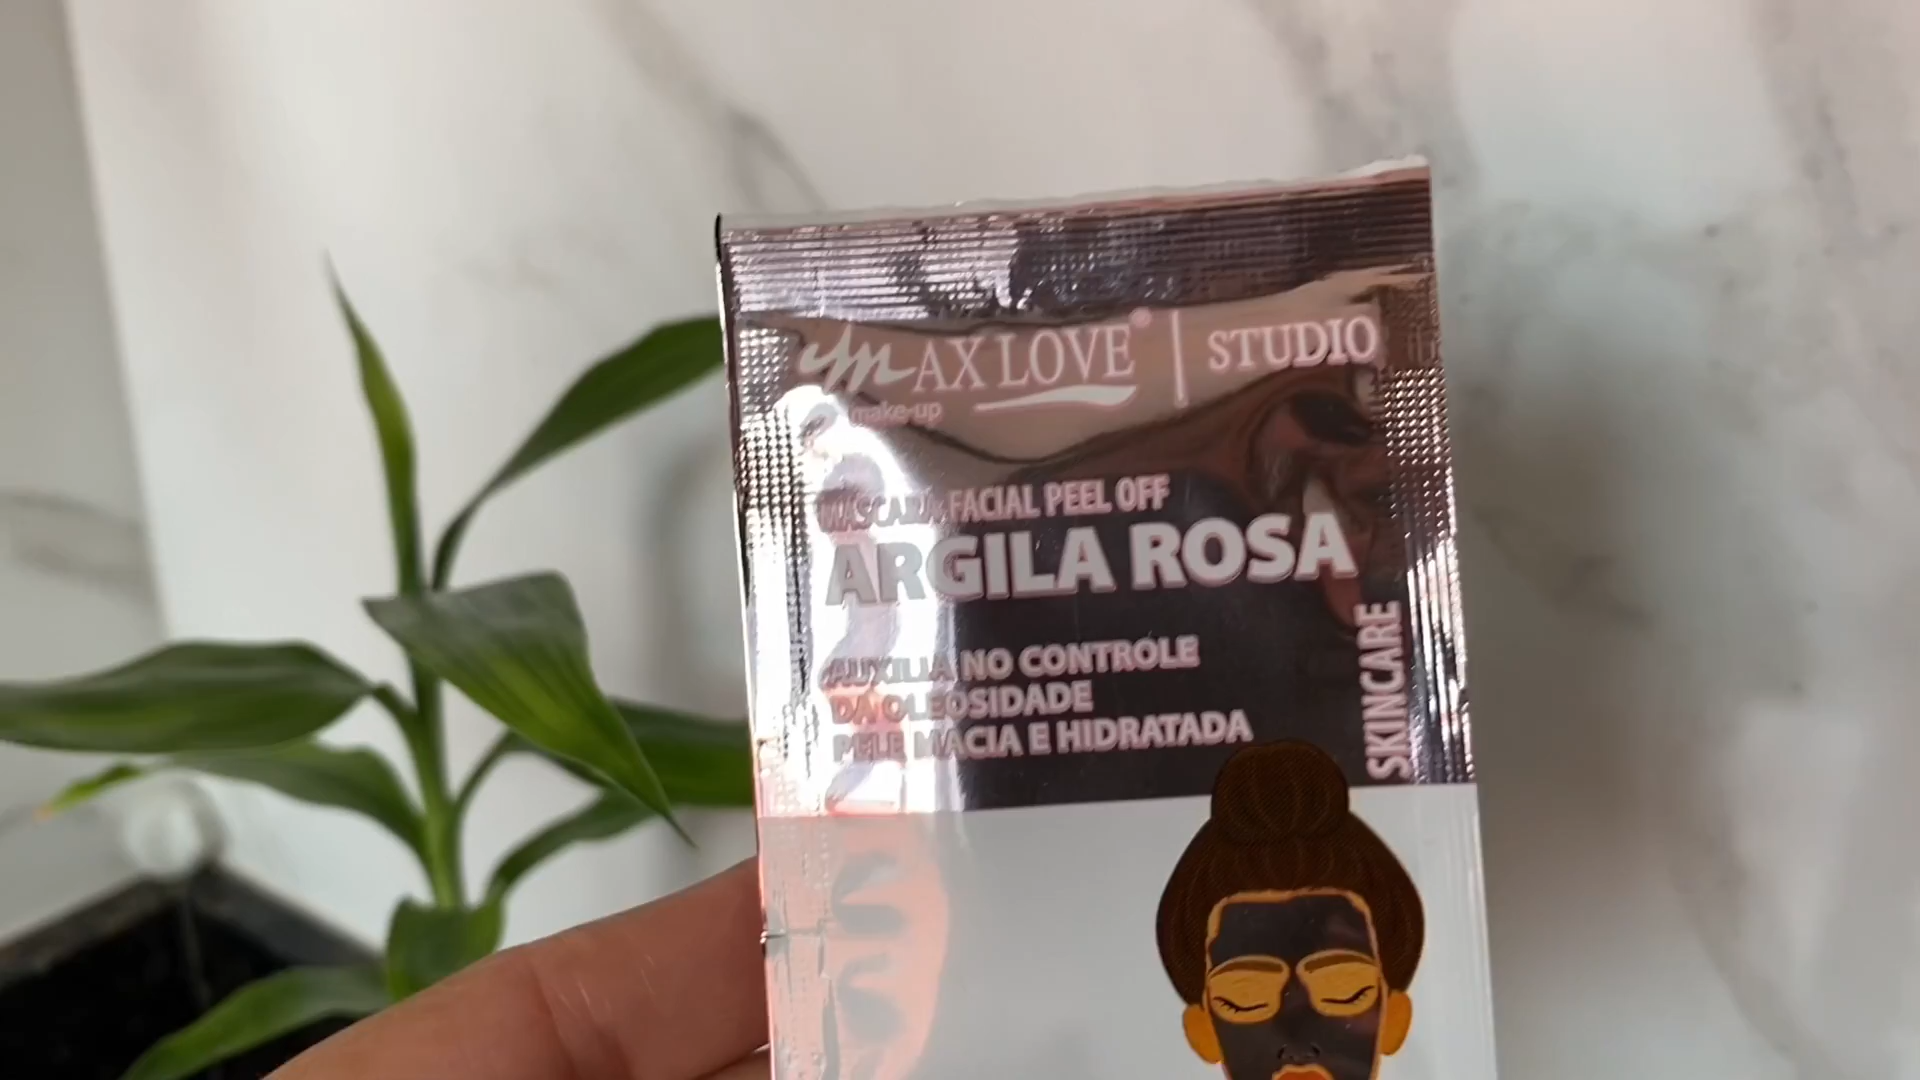 MAX LOVE® | STUDIO
make-up
MÁSCARA FACIAL PEEL OFF
ARGILA ROSA
AUXILIA NO CONTROLE
DA OLEOSIDADE
PELE MACIA E HIDRATADA
SKINCARE